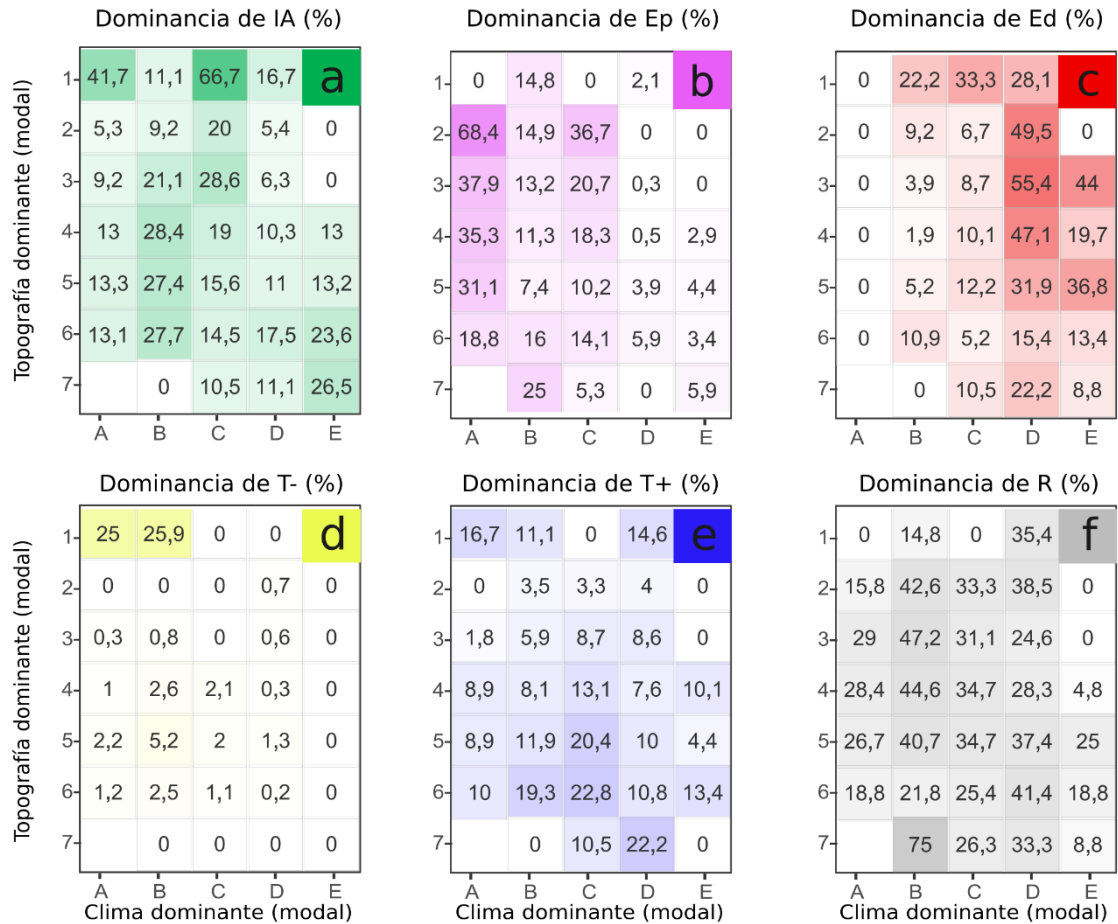 Dominancia de IA (%)
Dominancia de Ep (%)
Dominancia de Ed (%)
Topografía dominante (modal)
1 41,7 11,1 66,7 16,7 a
2 5,3 9,2 20 5,4 0
3 9,2 21,1 28,6 6,3 0
4 13 28,4 19 10,3 13
5 13,3 27,4 15,6 11 13,2
6 13,1 27,7 14,5 17,5 23,6
7 0 10,5 11,1 26,5
A B C D E
1 0 14,8 0 2,1 b
2 68,4 14,9 36,7 0 0
3 37,9 13,2 20,7 0,3 0
4 35,3 11,3 18,3 0,5 2,9
5 31,1 7,4 10,2 3,9 4,4
6 18,8 16 14,1 5,9 3,4
7 25 5,3 0 5,9
A B C D E
1 0 22,2 33,3 28,1 c
2 0 9,2 6,7 49,5 0
3 0 3,9 8,7 55,4 44
4 0 1,9 10,1 47,1 19,7
5 0 5,2 12,2 31,9 36,8
6 0 10,9 5,2 15,4 13,4
7 0 10,5 22,2 8,8
A B C D E
Dominancia de T- (%)
Dominancia de T+ (%)
Dominancia de R (%)
Topografía dominante (modal)
1 25 25,9 0 0 d
2 0 0 0 0,7 0
3 0,3 0,8 0 0,6 0
4 1 2,6 2,1 0,3 0
5 2,2 5,2 2 1,3 0
6 1,2 2,5 1,1 0,2 0
7 0 0 0 0
A B C D E
Clima dominante (modal)
1 16,7 11,1 0 14,6 e
2 0 3,5 3,3 4 0
3 1,8 5,9 8,7 8,6 0
4 8,9 8,1 13,1 7,6 10,1
5 8,9 11,9 20,4 10 4,4
6 10 19,3 22,8 10,8 13,4
7 0 10,5 22,2 0
A B C D E
Clima dominante (modal)
1 0 14,8 0 35,4 f
2 15,8 42,6 33,3 38,5 0
3 29 47,2 31,1 24,6 0
4 28,4 44,6 34,7 28,3 4,8
5 26,7 40,7 34,7 37,4 25
6 18,8 21,8 25,4 41,4 18,8
7 75 26,3 33,3 8,8
A B C D E
Clima dominante (modal)